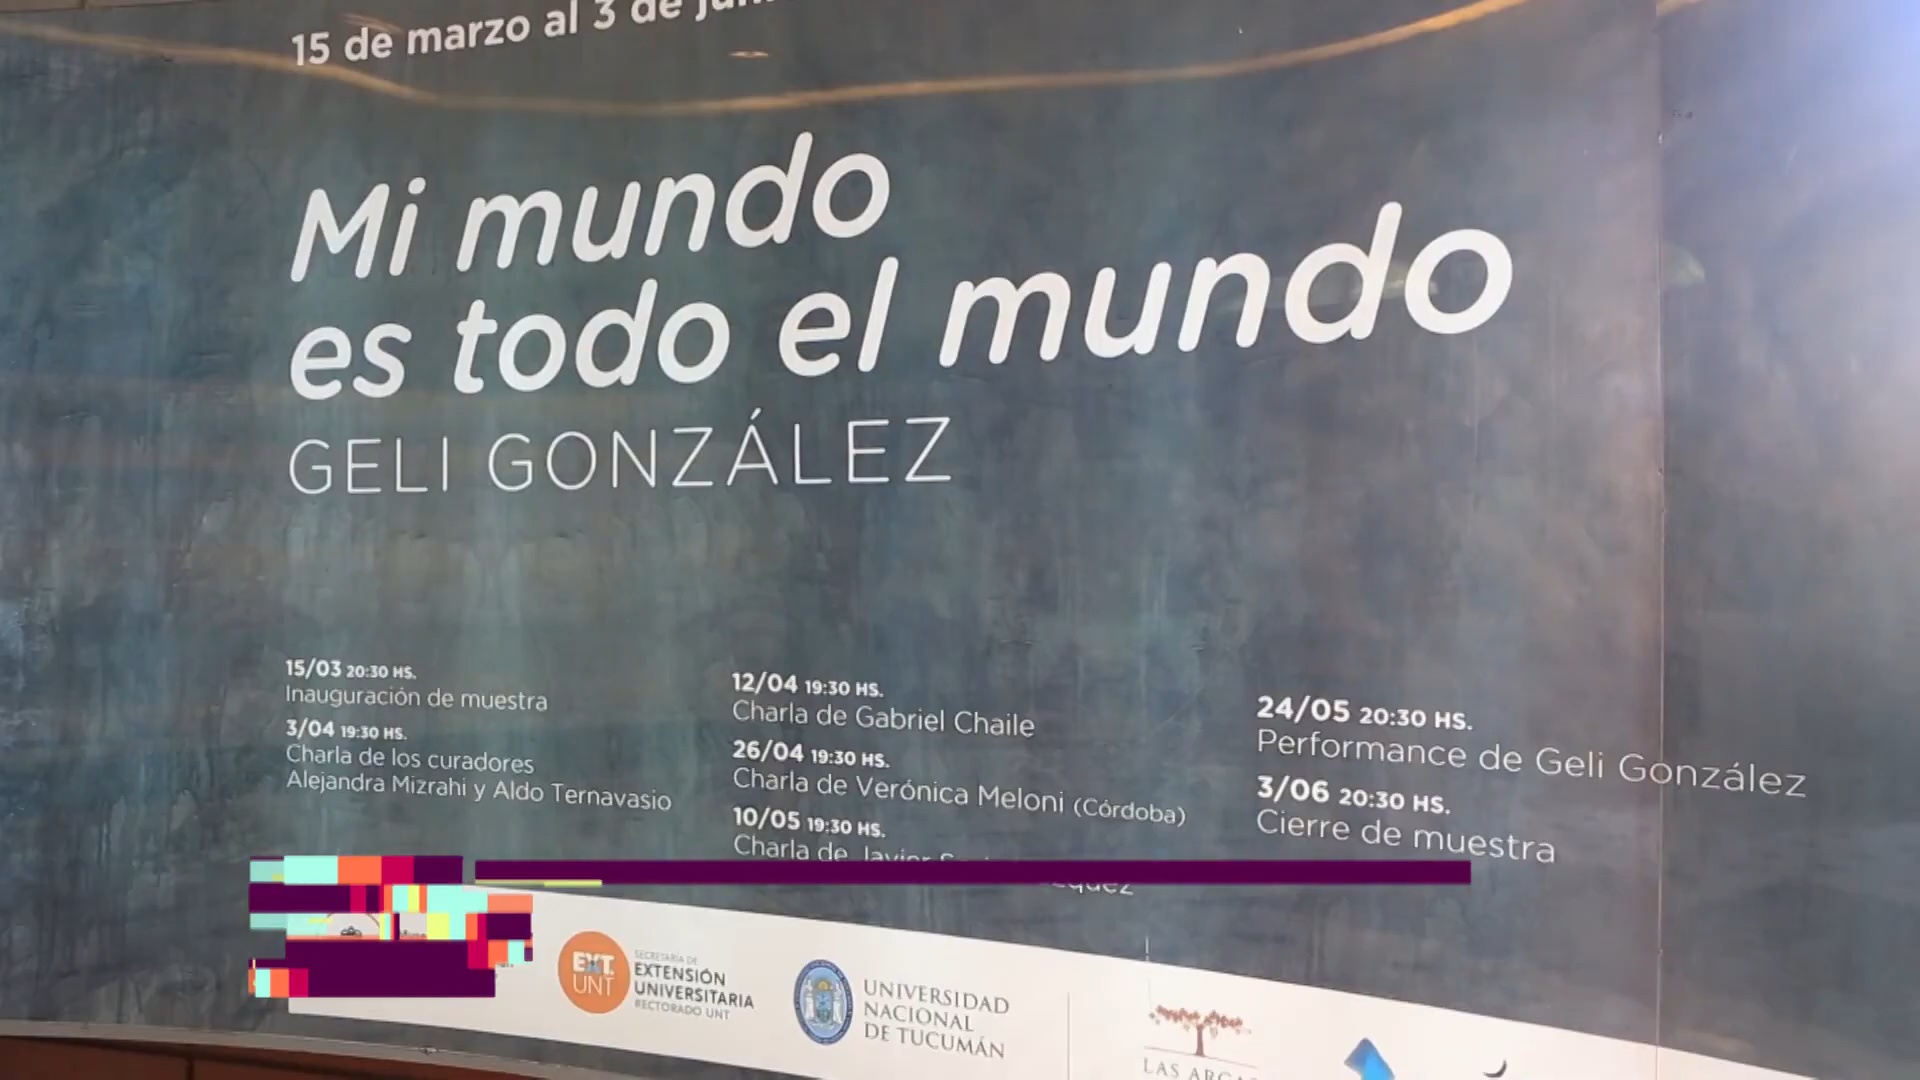 15 de marzo al 3 de
Mi mundo
es todo el mundo
GELI GONZÁLEZ
15/03 20:30 HS.
Inauguración de muestra
3/04 19:30 HS.
Charla de los curadores
Alejandra Mizrahi y Aldo Ternavasio
12/04 19:30 HS.
Charla de Gabriel Chaile
26/04 19:30 HS.
Charla de Verónica Meloni (Córdoba)
10/05 19:30 HS.
Charla de Javier
24/05 20:30 HS.
Performance de Geli González
3/06 20:30 HS.
Cierre de muestra
EXT.
UNT
SECRETARÍA DE
EXTENSIÓN
UNIVERSITARIA
RECTORADO UNT
UNIVERSIDAD
NACIONAL
DE TUCUMÁN
LAS